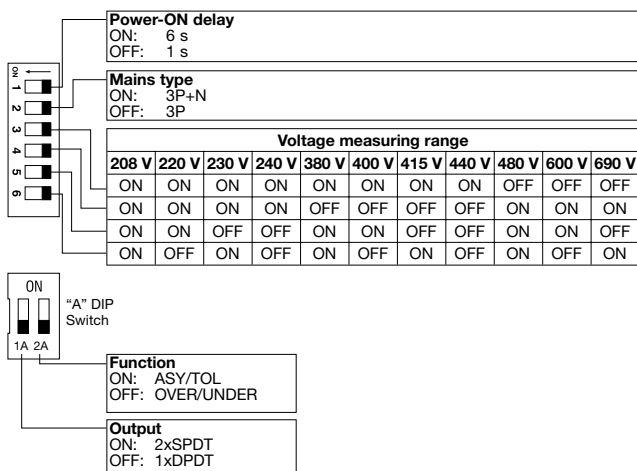 Power-ON delay
ON: 6 s
OFF: 1 s
ON
1
2
3
4
5
6
Mains type
ON: 3P+N
OFF: 3P
Voltage measuring range
208 V 220 V 230 V 240 V 380 V 400 V 415 V 440 V 480 V 600 V 690 V
ON ON ON ON ON ON ON ON OFF OFF OFF
ON ON ON ON OFF OFF OFF OFF ON ON ON
ON ON OFF OFF ON ON OFF OFF ON ON OFF
ON OFF ON OFF ON OFF ON OFF ON OFF ON
ON
1A 2A
"A" DIP
Switch
Function
ON: ASY/TOL
OFF: OVER/UNDER
Output
ON: 2xSPDT
OFF: 1xDPDT